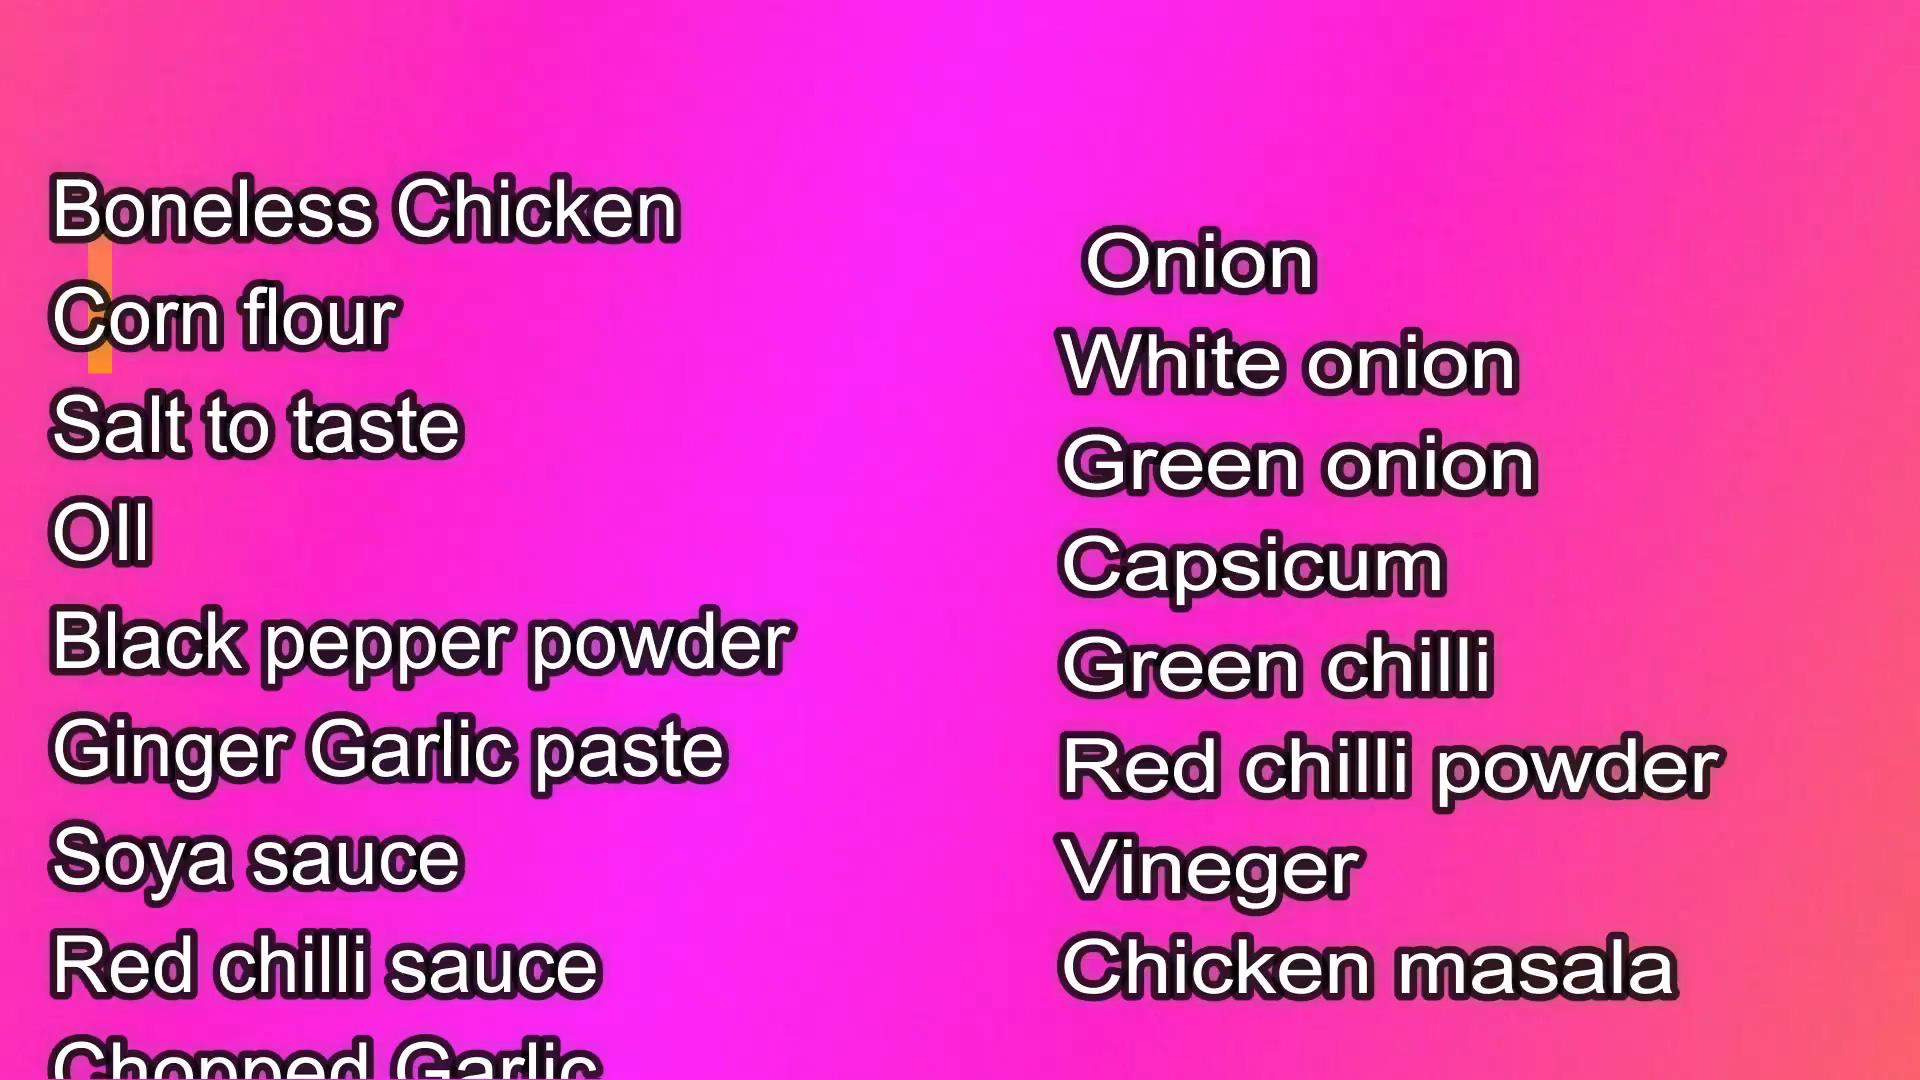 Boneless Chicken
Corn flour
Salt to taste
OIl
Black pepper powder
Ginger Garlic paste
Soya sauce
Red chilli sauce
Chopped Garlic
Onion
White onion
Green onion
Capsicum
Green chilli
Red chilli powder
Vineger
Chicken masala